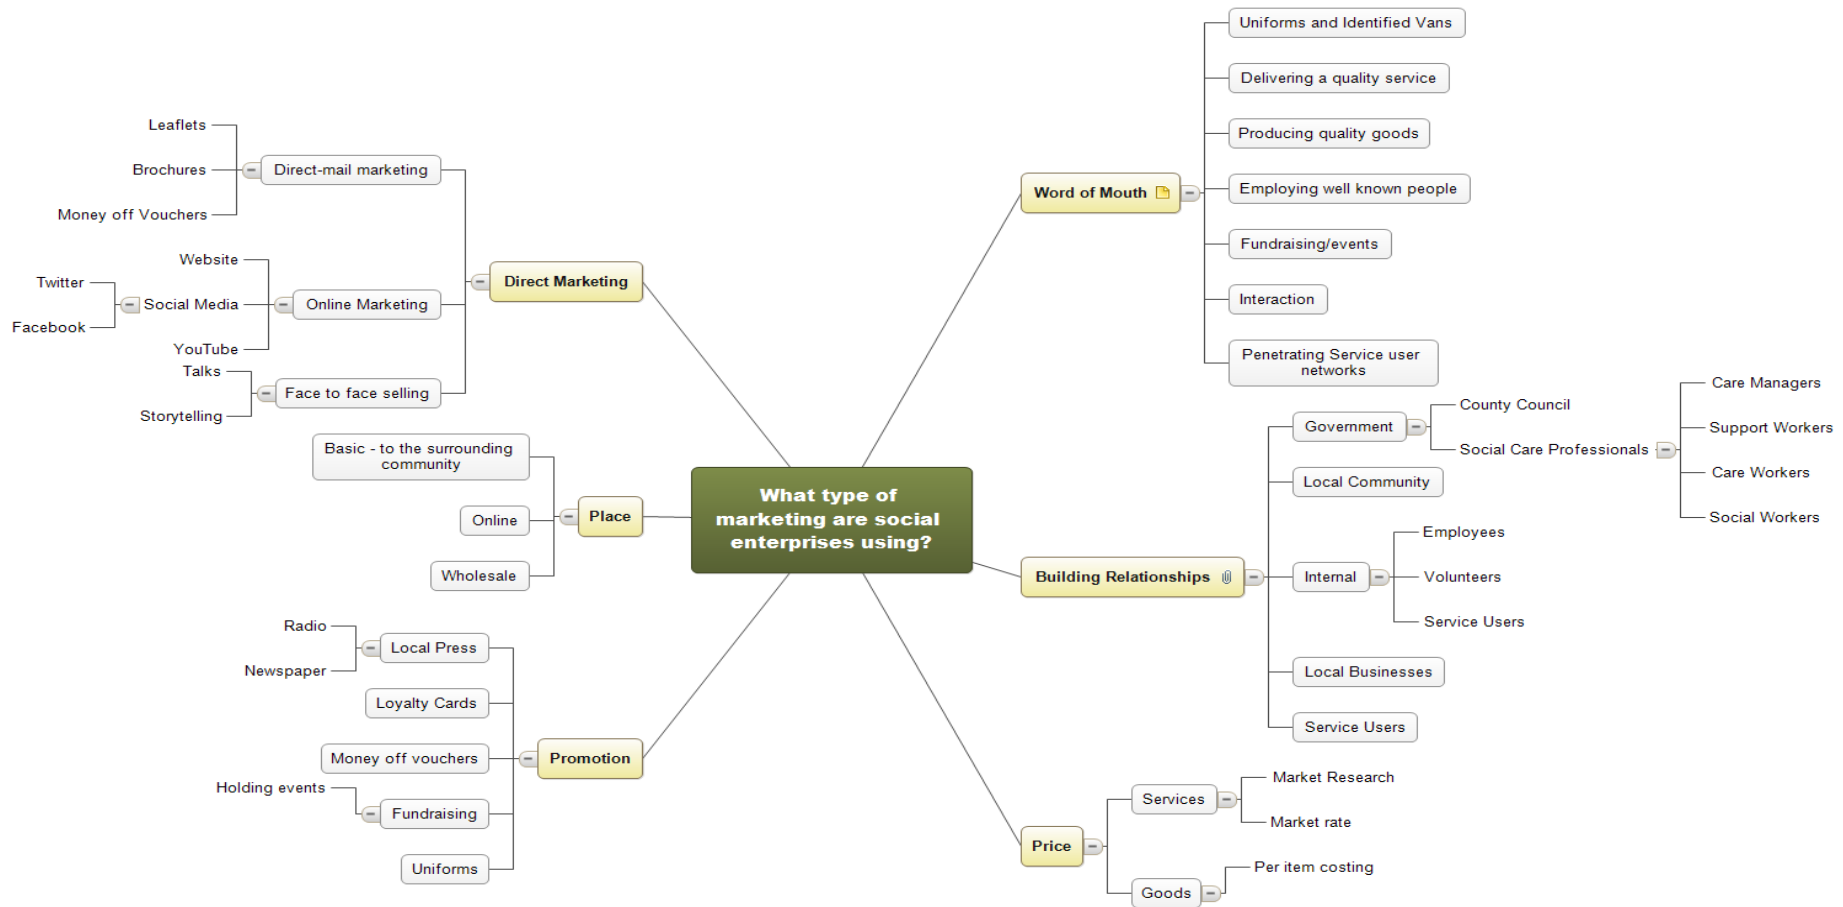 What type of
marketing are social
enterprises using?
Word of Mouth
Uniforms and Identified Vans
Delivering a quality service
Producing quality goods
Employing well known people
Fundraising/events
Interaction
Penetrating Service user
networks
Building Relationships
Government
County Council
Social Care Professionals
Care Managers
Support Workers
Care Workers
Social Workers
Local Community
Internal
Employees
Volunteers
Service Users
Local Businesses
Service Users
Price
Services
Market Research
Market rate
Goods
Per item costing
Direct Marketing
Direct-mail marketing
Leaflets
Brochures
Money off Vouchers
Online Marketing
Website
Social Media
Twitter
Facebook
YouTube
Face to face selling
Talks
Storytelling
Place
Basic - to the surrounding
community
Online
Wholesale
Promotion
Local Press
Radio
Newspaper
Loyalty Cards
Money off vouchers
Fundraising
Holding events
Uniforms